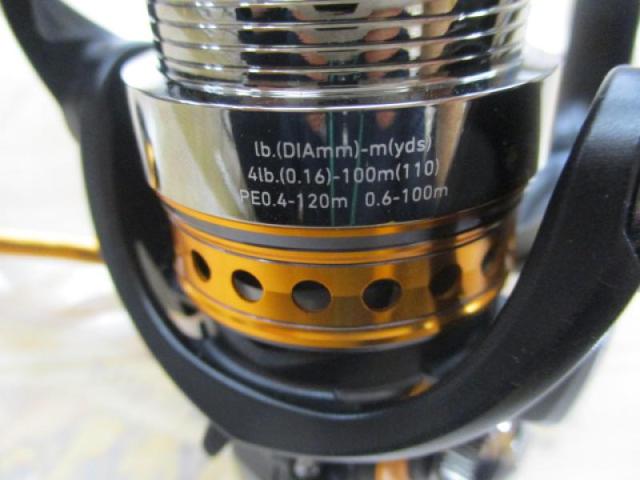 lb.(DIAmm)-m(yds)
4lb.(0.16)-100m(110)
PE0.4-120m 0.6-100m